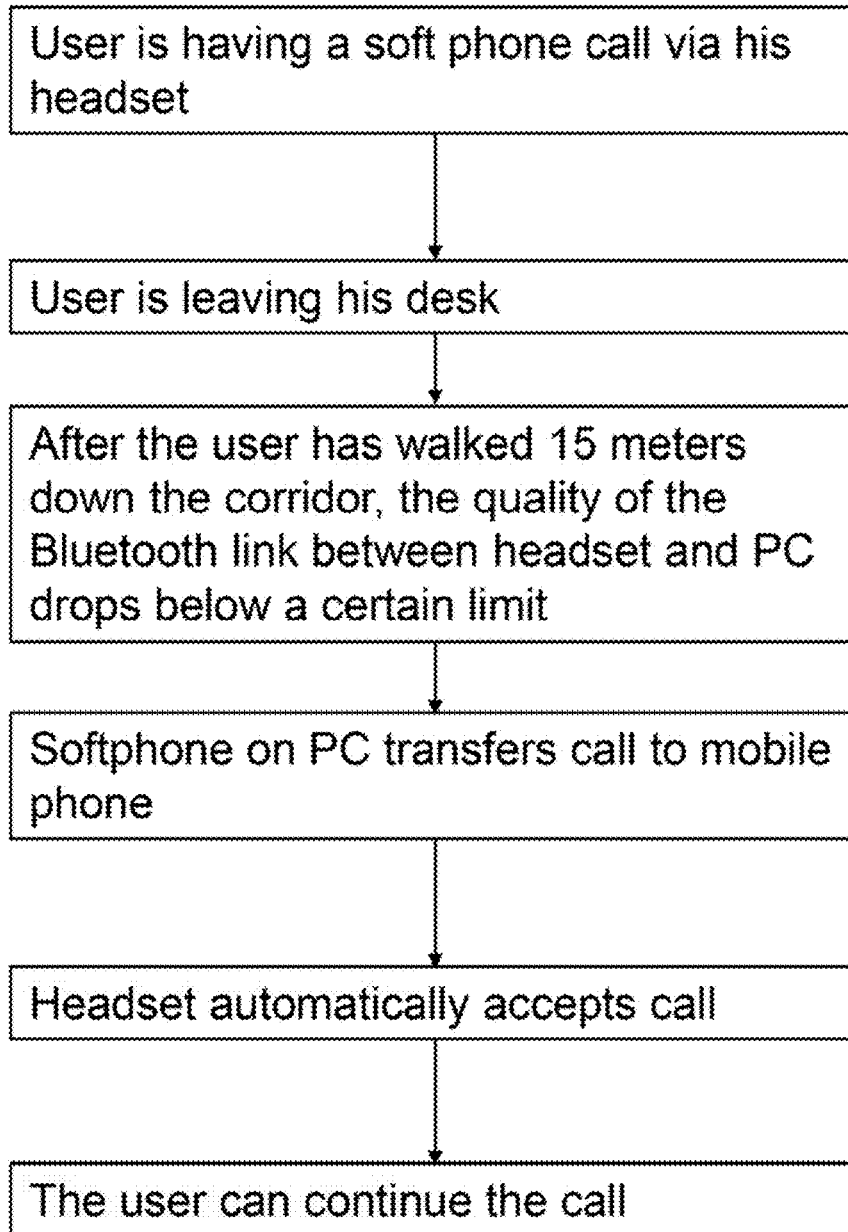 User is having a soft phone call via his
headset
User is leaving his desk
After the user has walked 15 meters
down the corridor, the quality of the
Bluetooth link between headset and PC
drops below a certain limit
Softphone on PC transfers call to mobile
phone
Headset automatically accepts call
The user can continue the call